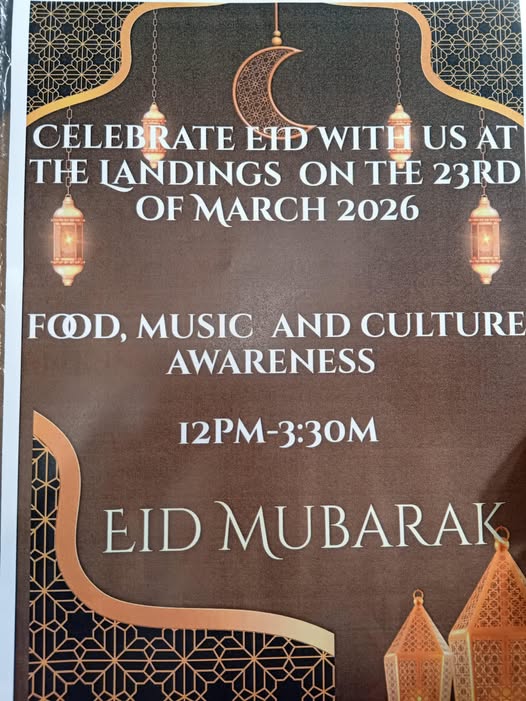 Celebrate Eid with us at
the Landings on the 23rd
of March 2026
Food, music and Culture
awareness
12pm-3:30m
Eid Mubarak